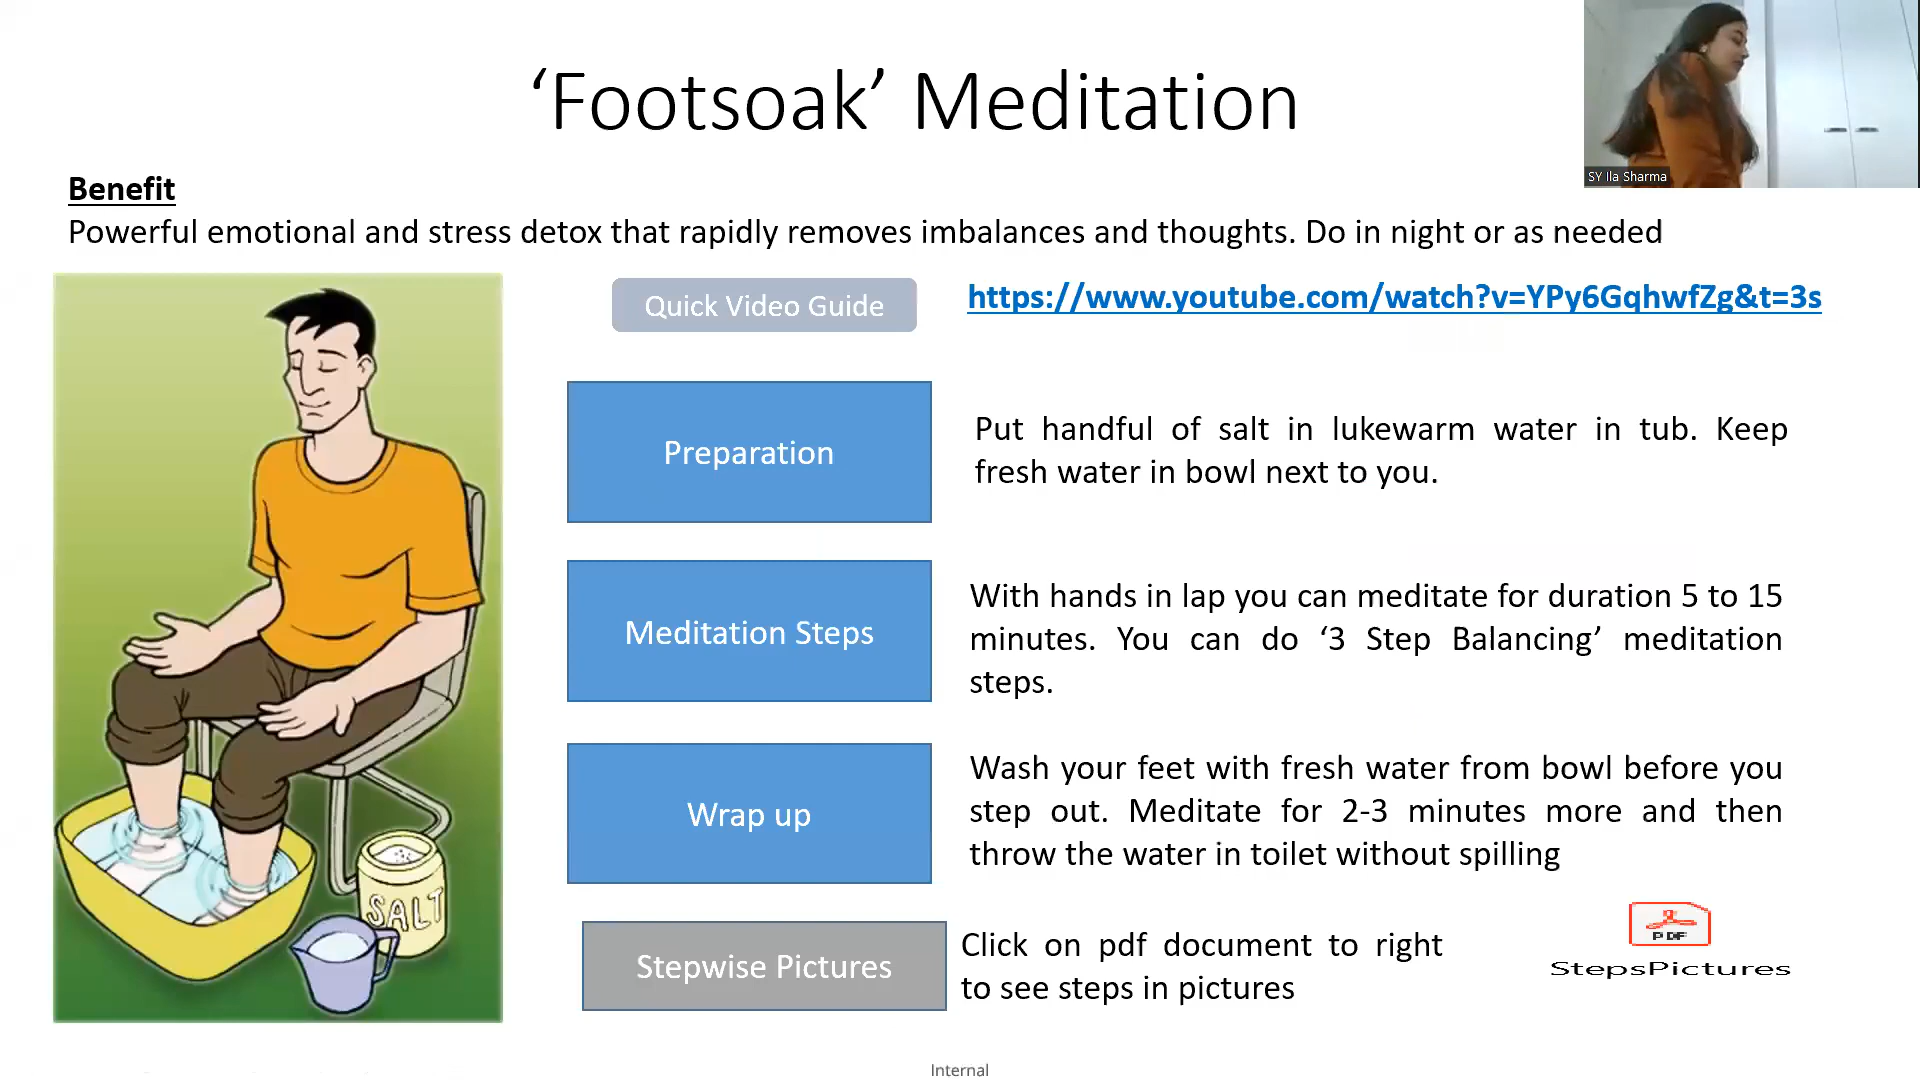 ‘Footsoak’ Meditation
SY Ila Sharma
Benefit
Powerful emotional and stress detox that rapidly removes imbalances and thoughts. Do in night or as needed
Quick Video Guide
https://www.youtube.com/watch?v=YPy6GqhwfZg&t=3s
Preparation
Put handful of salt in lukewarm water in tub. Keep
fresh water in bowl next to you.
Meditation Steps
With hands in lap you can meditate for duration 5 to 15
minutes. You can do ‘3 Step Balancing’ meditation
steps.
Wrap up
Wash your feet with fresh water from bowl before you
step out. Meditate for 2-3 minutes more and then
throw the water in toilet without spilling
SALT
Stepwise Pictures
Click on pdf document to right
to see steps in pictures
PDF
StepsPictures
Internal